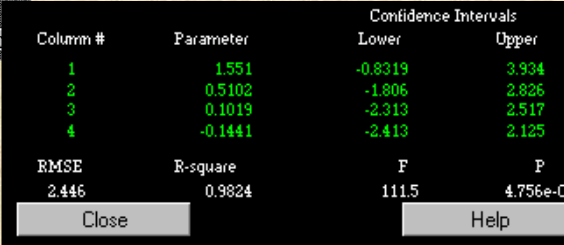 Confidence Intervals
Column # Parameter Lower Upper
1 1.551 -0.8319 3.934
2 0.5102 -1.806 2.826
3 0.1019 -2.313 2.517
4 -0.1441 -2.413 2.125
RMSE R-square F P
2.446 0.9824 111.5 4.756e-0
Close Help